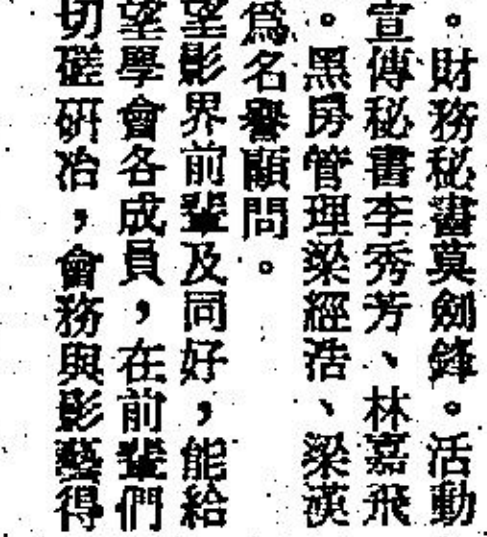 。財務秘書莫劍鋒。活動
宣傳秘書李秀芳、林嘉飛
。黑房管理梁經浩、梁漢
爲名譽顧問。
望影界前輩及同好，能給
望學會各成員，在前輩們
切磋硏冶，會務與影藝得